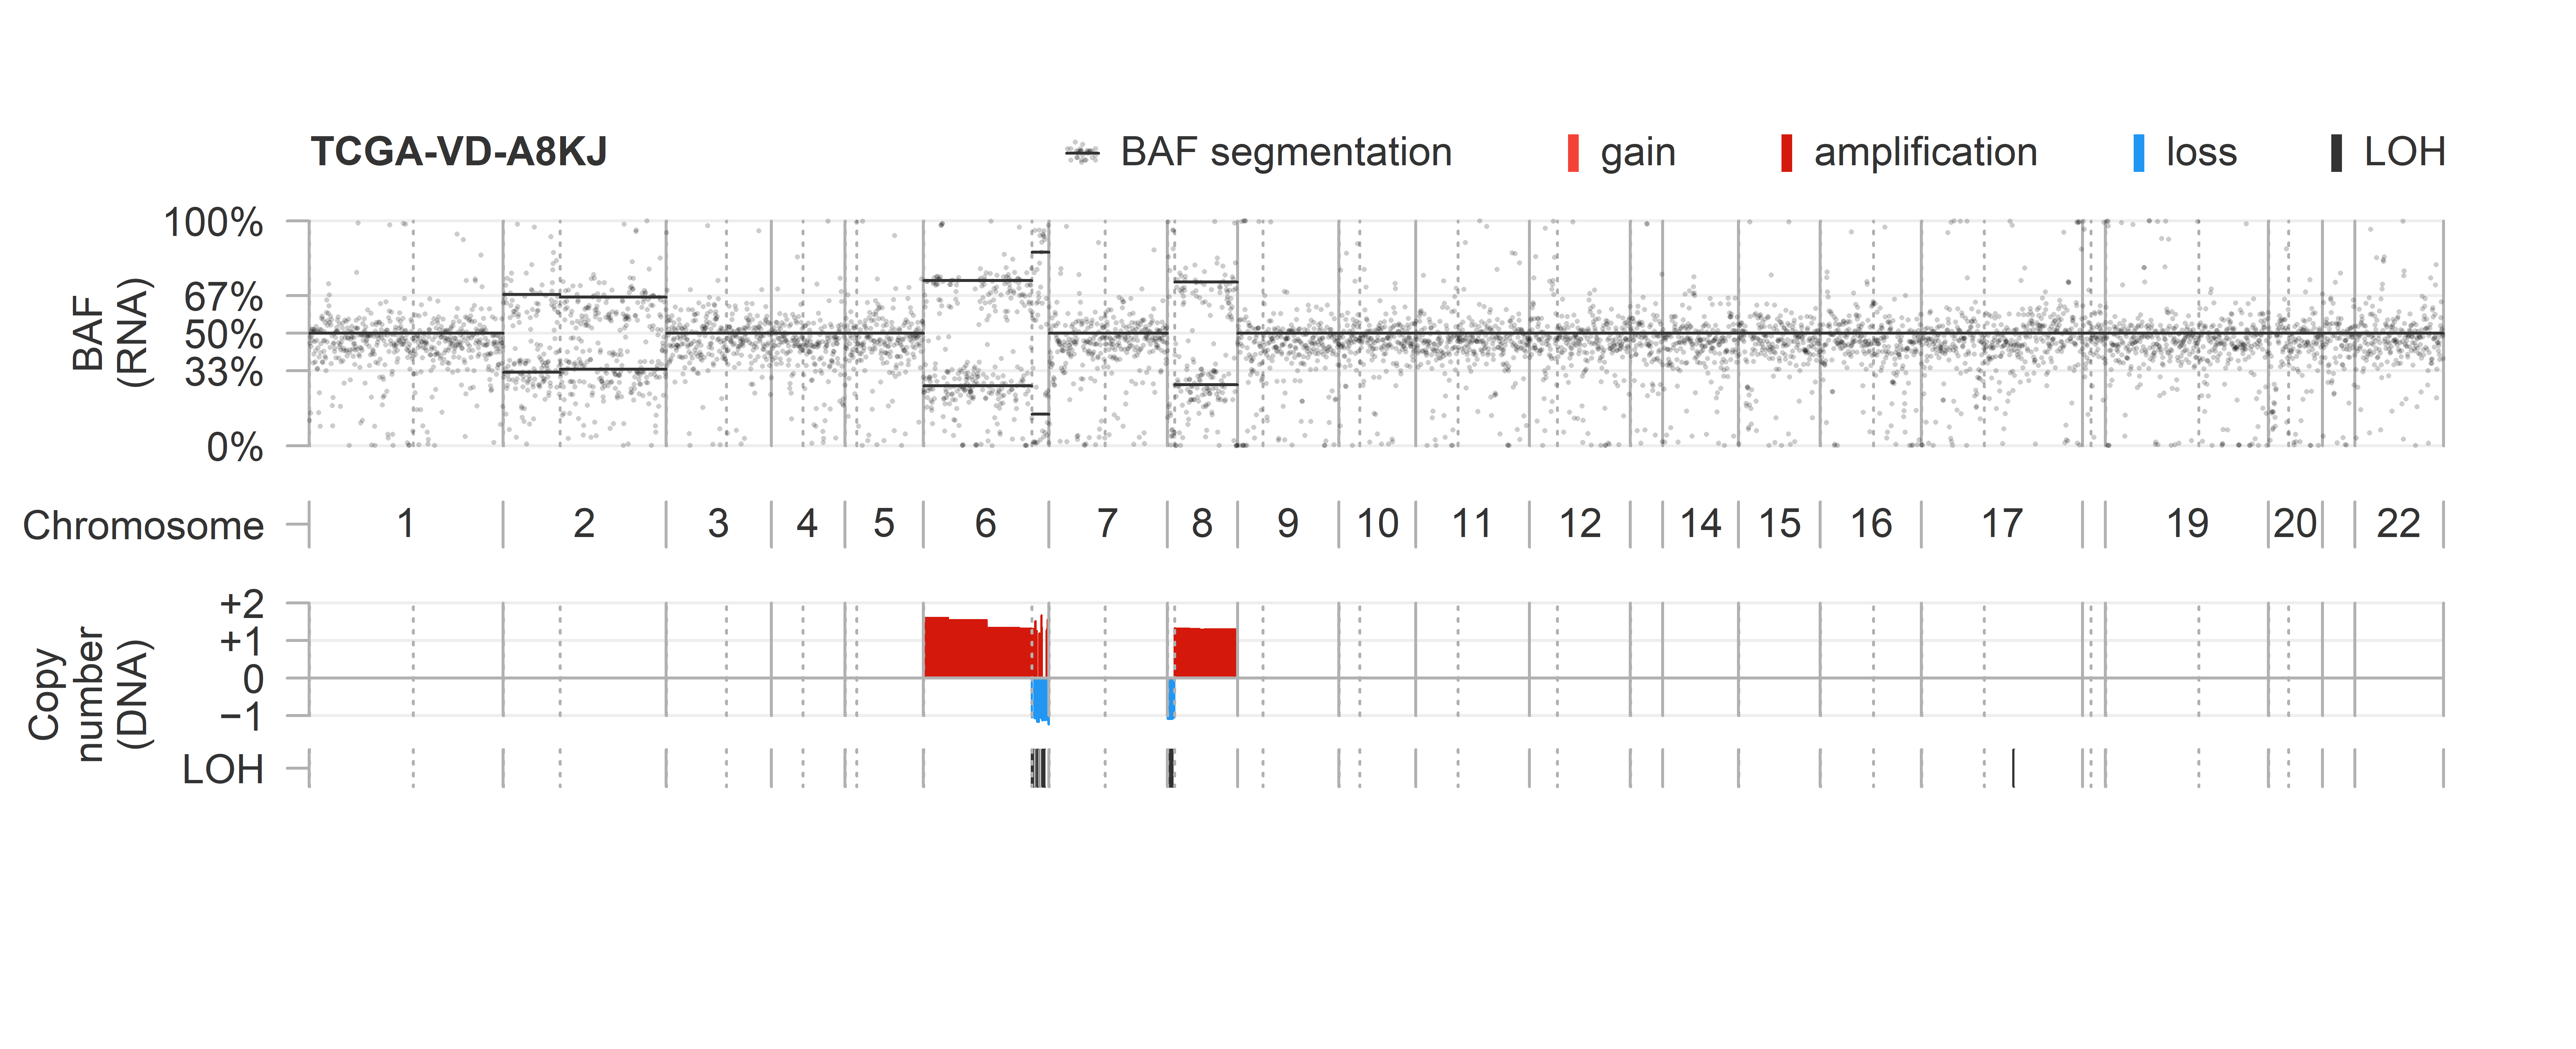 TCGA-VD-A8KJ
BAF segmentation
gain
amplification
loss
LOH
BAF
(RNA)
100%
67%
50%
33%
0%
Chromosome
1 2 3 4 5 6 7 8 9 10 11 12 14 15 16 17 19 20 22
Copy
number
(DNA)
+2
+1
0
−1
LOH